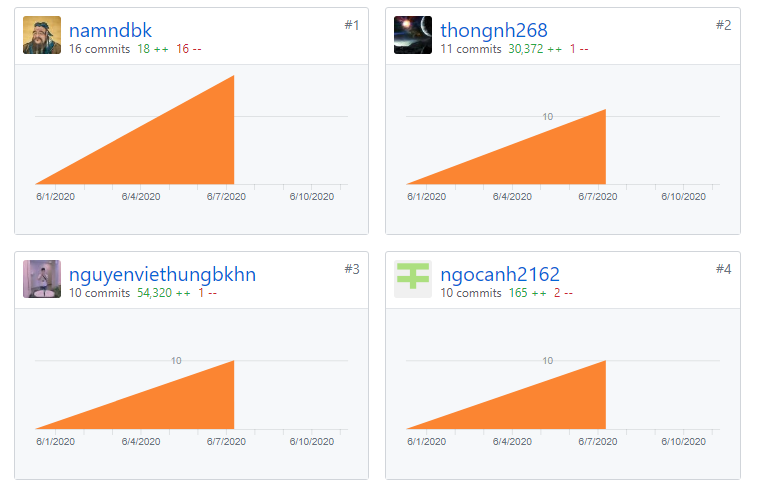 namndbk #1
16 commits 18 ++ 16 --
6/1/2020 6/4/2020 6/7/2020 6/10/2020
thongnh268 #2
11 commits 30,372 ++ 1 --
10
6/1/2020 6/4/2020 6/7/2020 6/10/2020
nguyenviethungbkhn #3
10 commits 54,320 ++ 1 --
10
6/1/2020 6/4/2020 6/7/2020 6/10/2020
ngocanh2162 #4
10 commits 165 ++ 2 --
10
6/1/2020 6/4/2020 6/7/2020 6/10/2020